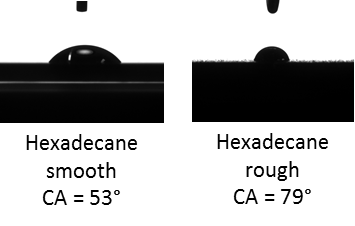 Hexadecane
smooth
CA = 53°
Hexadecane
rough
CA = 79°